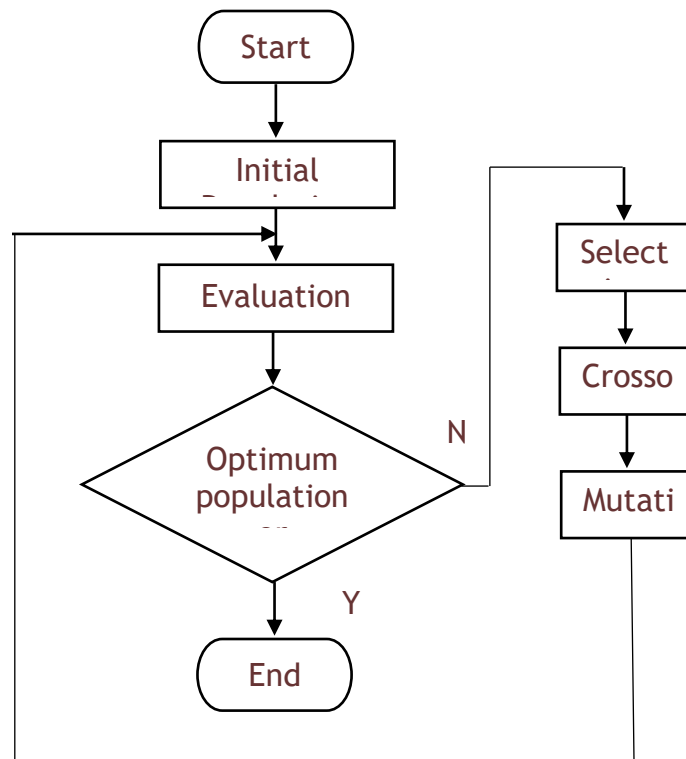 Start
Initial
Evaluation
Optimum
population
N
Y
End
Select
Crosso
Mutati